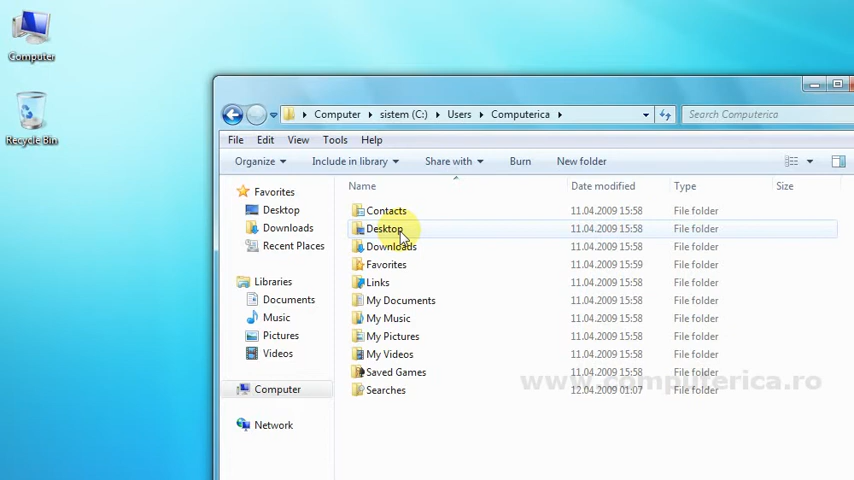 Computer
Recycle Bin
Computer
sistem (C:)
Users
Computerica
Search Computerica
File Edit View Tools Help
Organize Include in library Share with Burn New folder
Name Date modified Type Size
Favorites
Desktop
Downloads
Recent Places
Libraries
Documents
Music
Pictures
Videos
Computer
Network
Contacts 11.04.2009 15:58 File folder
Desktop 11.04.2009 15:58 File folder
Downloads 11.04.2009 15:58 File folder
Favorites 11.04.2009 15:59 File folder
Links 11.04.2009 15:58 File folder
My Documents 11.04.2009 15:58 File folder
My Music 11.04.2009 15:58 File folder
My Pictures 11.04.2009 15:58 File folder
My Videos 11.04.2009 15:58 File folder
Saved Games 11.04.2009 15:58 File folder
Searches 12.04.2009 01:07 File folder
www.computerica.ro